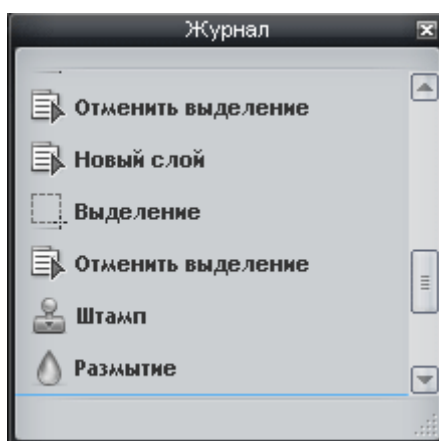 Журнал
Отменить выделение
Новый слой
Выделение
Отменить выделение
Штамп
Размытие